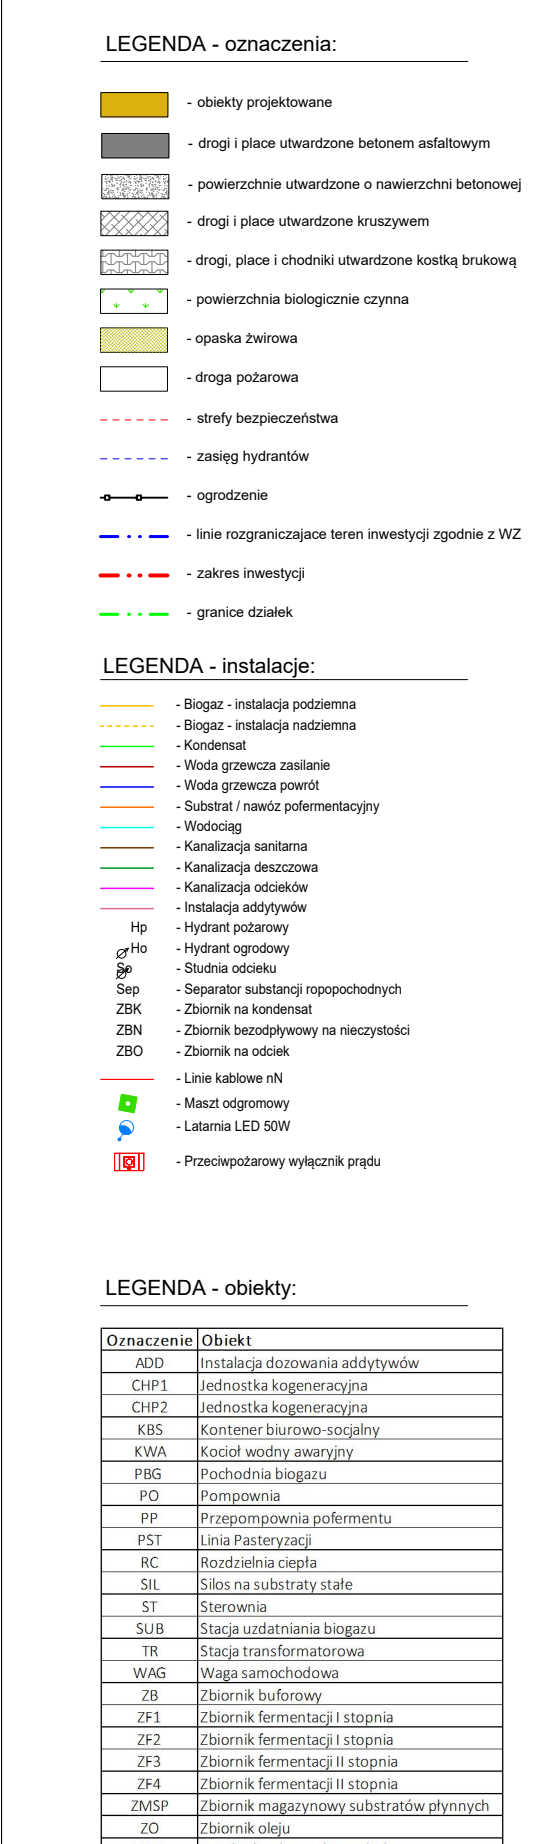 LEGENDA - oznaczenia:
- obiekty projektowane
- drogi i place utwardzone betonem asfaltowym
- powierzchnie utwardzone o nawierzchni betonowej
- drogi i place utwardzone kruszywem
- drogi, place i chodniki utwardzone kostką brukową
- powierzchnia biologicznie czynna
- opaska żwirowa
- droga pożarowa
- strefy bezpieczeństwa
- zasięg hydrantów
- ogrodzenie
- linie rozgraniczajace teren inwestycji zgodnie z WZ
- zakres inwestycji
- granice działek
LEGENDA - instalacje:
- Biogaz - instalacja podziemna
- Biogaz - instalacja nadziemna
- Kondensat
- Woda grzewcza zasilanie
- Woda grzewcza powrót
- Substrat / nawóz pofermentacyjny
- Wodociąg
- Kanalizacja sanitarna
- Kanalizacja deszczowa
- Kanalizacja odcieków
- Instalacja addytywów
Hp - Hydrant pożarowy
Ho - Hydrant ogrodowy
So - Studnia odcieku
Sep - Separator substancji ropopochodnych
ZBK - Zbiornik na kondensat
ZBN - Zbiornik bezodpływowy na nieczystości
ZBO - Zbiornik na odciek
- Linie kablowe nN
- Maszt odgromowy
- Latarnia LED 50W
- Przeciwpożarowy wyłącznik prądu
LEGENDA - obiekty:
Oznaczenie Obiekt
ADD Instalacja dozowania addytywów
CHP1 Jednostka kogeneracyjna
CHP2 Jednostka kogeneracyjna
KBS Kontener biurowo-socjalny
KWA Kocioł wodny awaryjny
PBG Pochodnia biogazu
PO Pompownia
PP Przepompownia pofermentu
PST Linia Pasteryzacji
RC Rozdzielnia ciepła
SIL Silos na substraty stałe
ST Sterownia
SUB Stacja uzdatniania biogazu
TR Stacja transformatorowa
WAG Waga samochodowa
ZB Zbiornik buforowy
ZF1 Zbiornik fermentacji I stopnia
ZF2 Zbiornik fermentacji I stopnia
ZF3 Zbiornik fermentacji II stopnia
ZF4 Zbiornik fermentacji II stopnia
ZMSP Zbiornik magazynowy substratów płynnych
ZO Zbiornik oleju